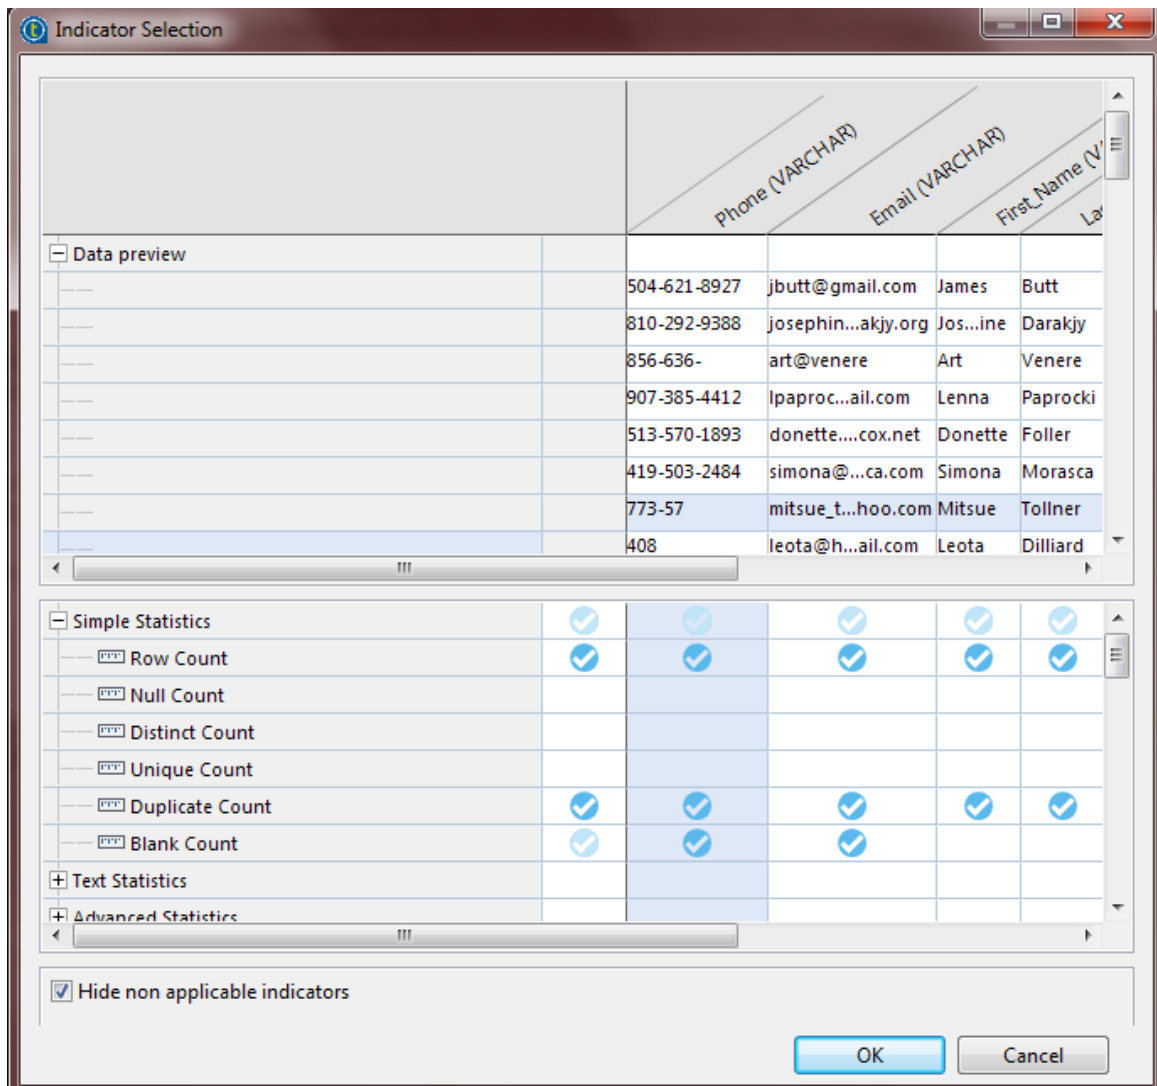 Indicator Selection
Phone (VARCHAR)
Email (VARCHAR)
First_Name (V
Las
Data preview
504-621-8927 jbutt@gmail.com James Butt
810-292-9388 josephin...akjy.org Jos...ine Darakjy
856-636- art@venere Art Venere
907-385-4412 lpaproc...ail.com Lenna Paprocki
513-570-1893 donette....cox.net Donette Foller
419-503-2484 simona@...ca.com Simona Morasca
773-57 mitsue_t...hoo.com Mitsue Tollner
408 leota@h...ail.com Leota Dilliard
Simple Statistics
Row Count
Null Count
Distinct Count
Unique Count
Duplicate Count
Blank Count
Text Statistics
Advanced Statistics
Hide non applicable indicators
OK Cancel